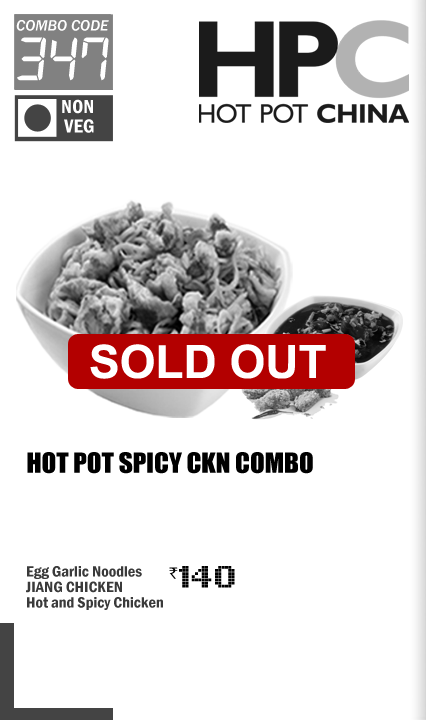 COMBO CODE
347
NON
VEG
HPC
HOT POT CHINA
SOLD OUT
HOT POT SPICY CKN COMBO
Egg Garlic Noodles
JIANG CHICKEN
Hot and Spicy Chicken
₹140